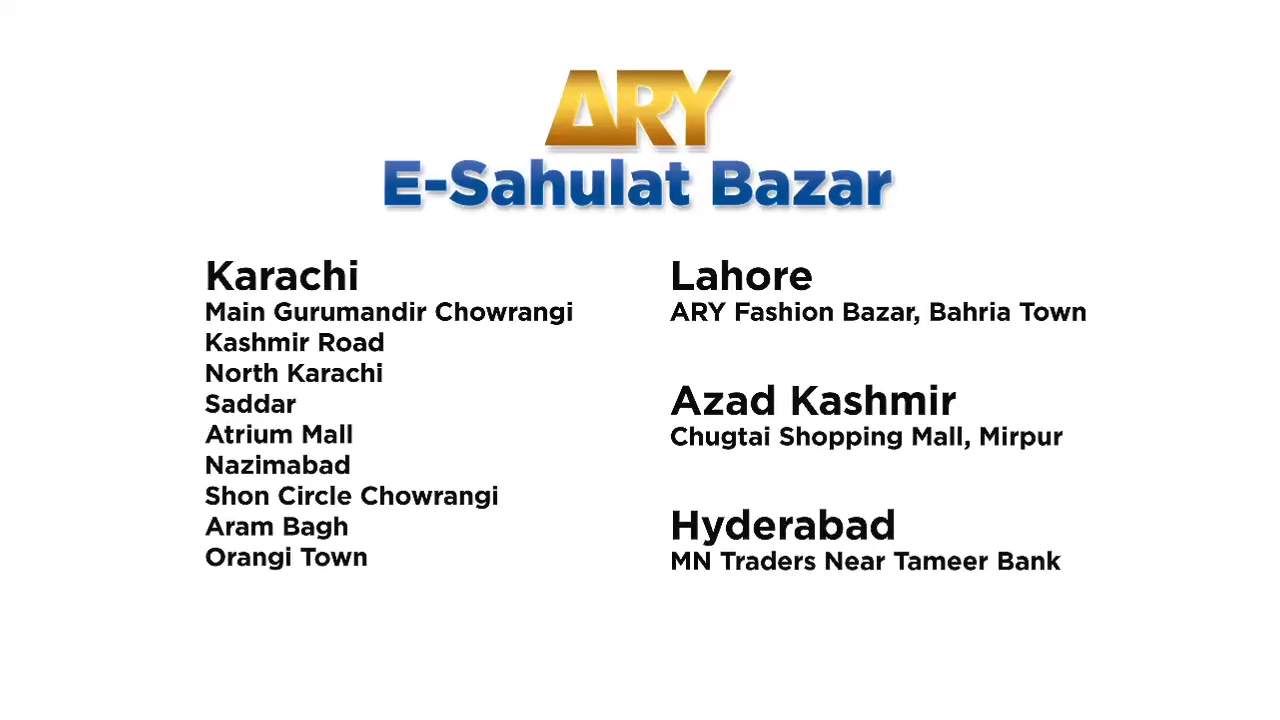 ARY
E-Sahulat Bazar
Karachi
Main Gurumandir Chowrangi
Kashmir Road
North Karachi
Saddar
Atrium Mall
Nazimabad
Shon Circle Chowrangi
Aram Bagh
Orangi Town
Lahore
ARY Fashion Bazar, Bahria Town
Azad Kashmir
Chugtai Shopping Mall, Mirpur
Hyderabad
MN Traders Near Tameer Bank